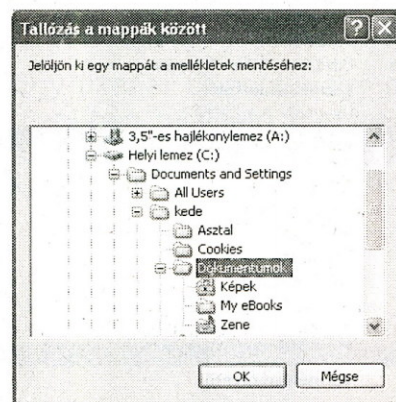 Tallózás a mappák között
Jelöljön ki egy mappát a mellékletek mentéséhez:
3,5"-es hajlékonylemez (A:)
Helyi lemez (C:)
Documents and Settings
All Users
kede
Asztal
Cookies
Dokumentumok
Képek
My eBooks
Zene
OK
Mégse